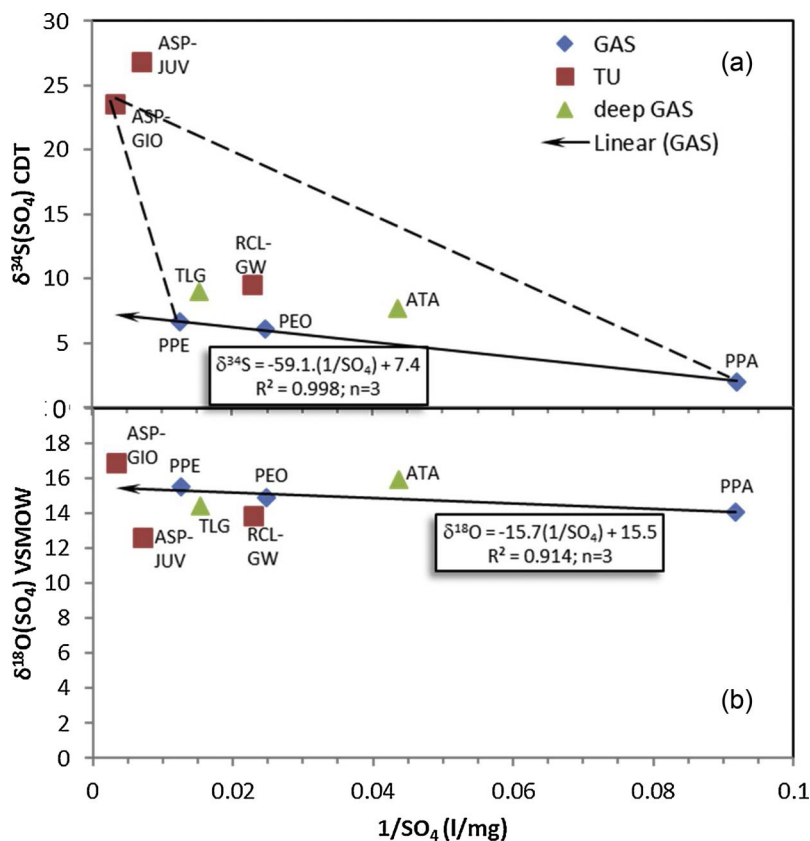 30
25
20
15
10
5
0
δ³⁴S(SO₄) CDT
ASP-
JUV
ASP-
GIO
RCL-
GW
TLG
ATA
PPE
PEO
PPA
GAS
TU
deep GAS
Linear (GAS)
(a)
δ³⁴S = -59.1.(1/SO₄) + 7.4
R² = 0.998; n=3
18
16
14
12
10
8
6
4
2
0
δ¹⁸O(SO₄) VSMOW
ASP-
GIO
PPE
PEO
ATA
PPA
ASP-
JUV
TLG
RCL-
GW
δ¹⁸O = -15.7(1/SO₄) + 15.5
R² = 0.914; n=3
(b)
0
0.02
0.04
0.06
0.08
0.1
1/SO₄ (l/mg)